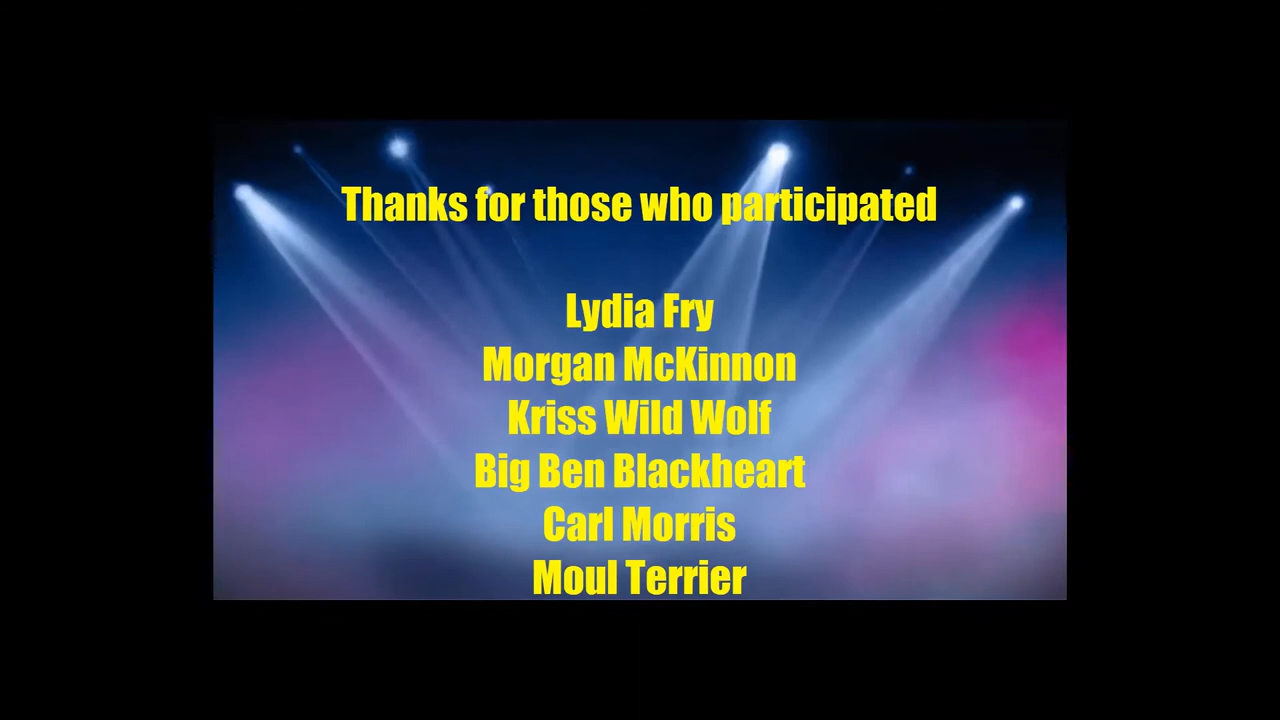 Thanks for those who participated
Lydia Fry
Morgan McKinnon
Kriss Wild Wolf
Big Ben Blackheart
Carl Morris
Moul Terrier